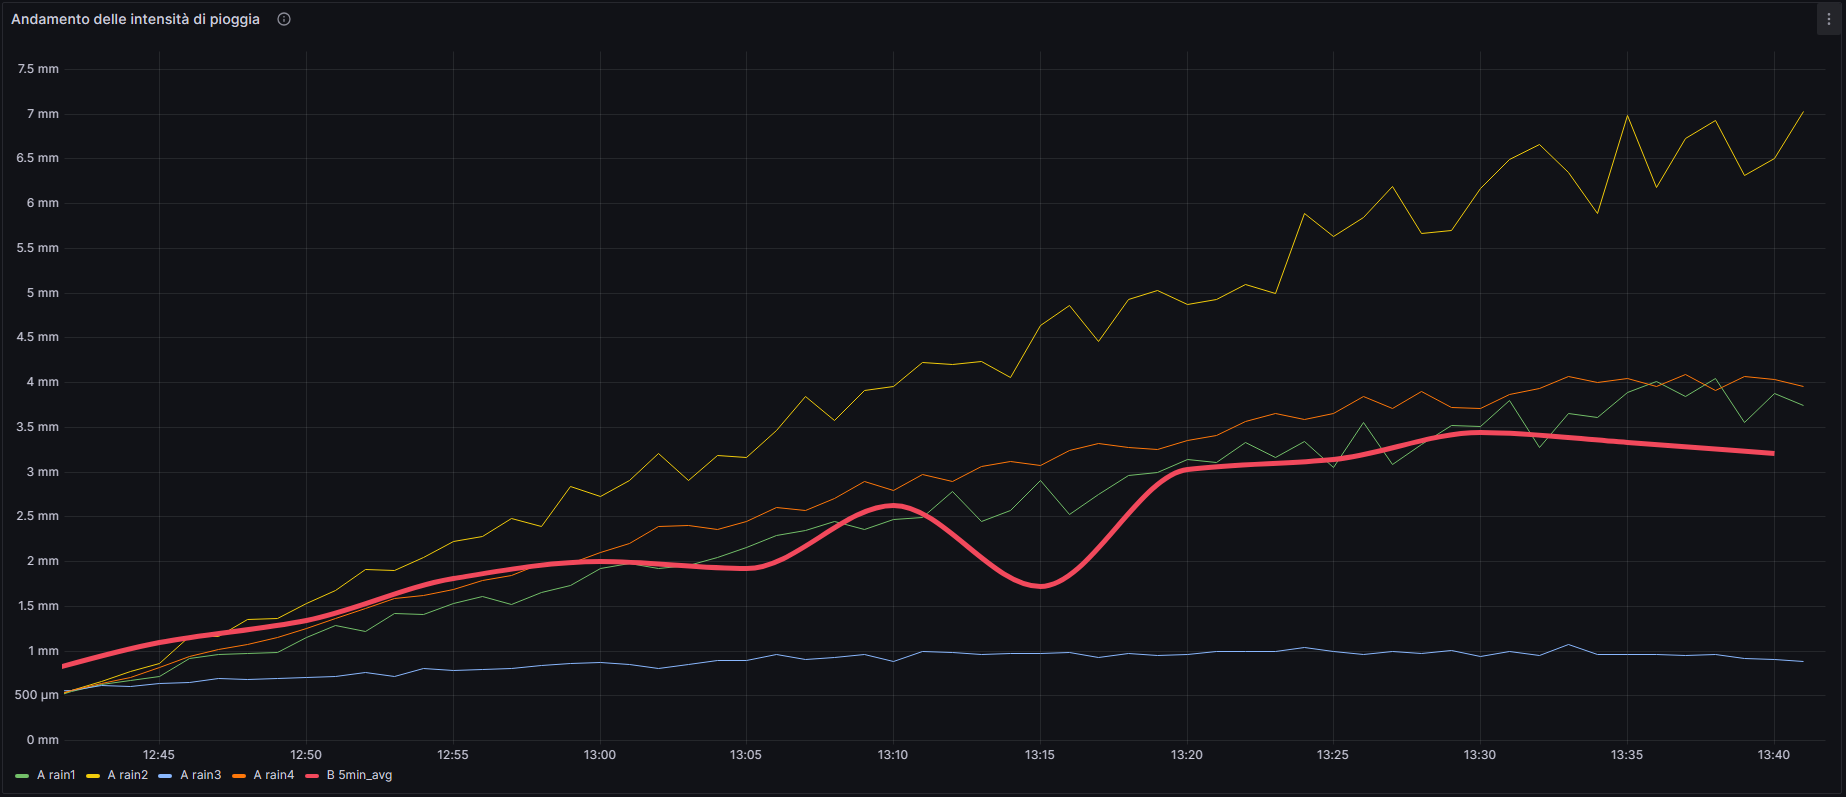 Andamento delle intensità di pioggia
7.5 mm
7 mm
6.5 mm
6 mm
5.5 mm
5 mm
4.5 mm
4 mm
3.5 mm
3 mm
2.5 mm
2 mm
1.5 mm
1 mm
500 µm
0 mm
12:45 12:50 12:55 13:00 13:05 13:10 13:15 13:20 13:25 13:30 13:35 13:40
A rain1 A rain2 A rain3 A rain4 B 5min_avg